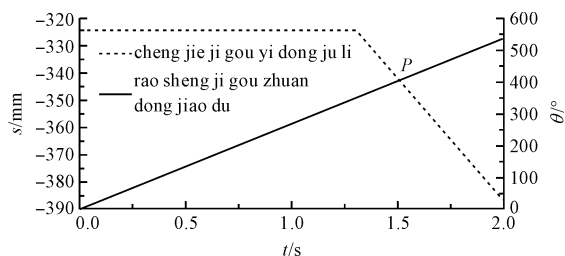 -320
-330
-340
-350
-360
-370
-380
-390
s/mm
600
500
400
300
200
100
0
θ/°
cheng jie ji gou yi dong ju li
rao sheng ji gou zhuan
dong jiao du
P
0.0 0.5 1.0 1.5 2.0
t/s